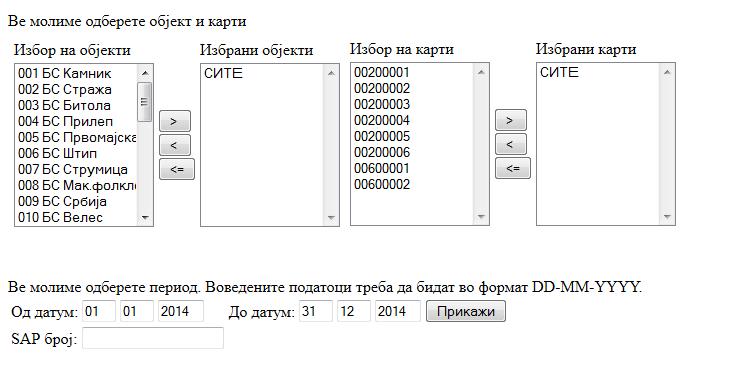 Ве молиме одберете објект и карти
Избор на објекти
001 БС Камник
002 БС Стража
003 БС Битола
004 БС Прилеп
005 БС Првомајска
006 БС Штип
007 БС Струмица
008 БС Мак.фолкл
009 БС Србија
010 БС Велес
>
<
<=
Избрани објекти
СИТЕ
Избор на карти
00200001
00200002
00200003
00200004
00200005
00200006
00600001
00600002
>
<
<=
Избрани карти
СИТЕ
Ве молиме одберете период. Воведените податоци треба да бидат во формат DD-MM-YYYY.
Од датум: 01 01 2014 До датум: 31 12 2014 Прикажи
SAP број: